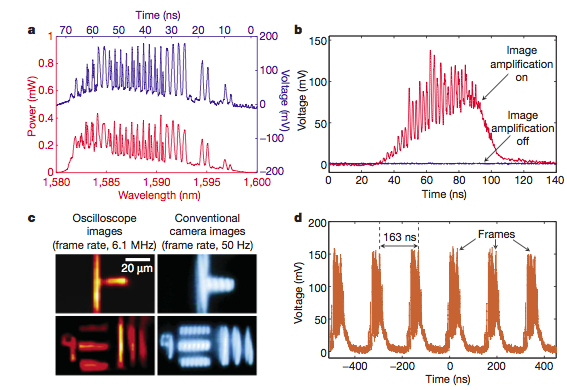 a
Time (ns)
70 60 50 40 30 20 10 0
Power (mW)
1
0.8
0.6
0.4
0.2
0
Voltage (mV)
200
100
0
−100
−200
1,580 1,585 1,590 1,595 1,600
Wavelength (nm)
b
Voltage (mV)
150
100
50
0
Image
amplification
on
Image
amplification
off
0 20 40 60 80 100 120 140
Time (ns)
c
Oscilloscope
images
(frame rate, 6.1 MHz)
Conventional
camera images
(frame rate, 50 Hz)
20 μm
d
Voltage (mV)
200
150
100
50
0
163 ns
Frames
−400 −200 0 200 400
Time (ns)